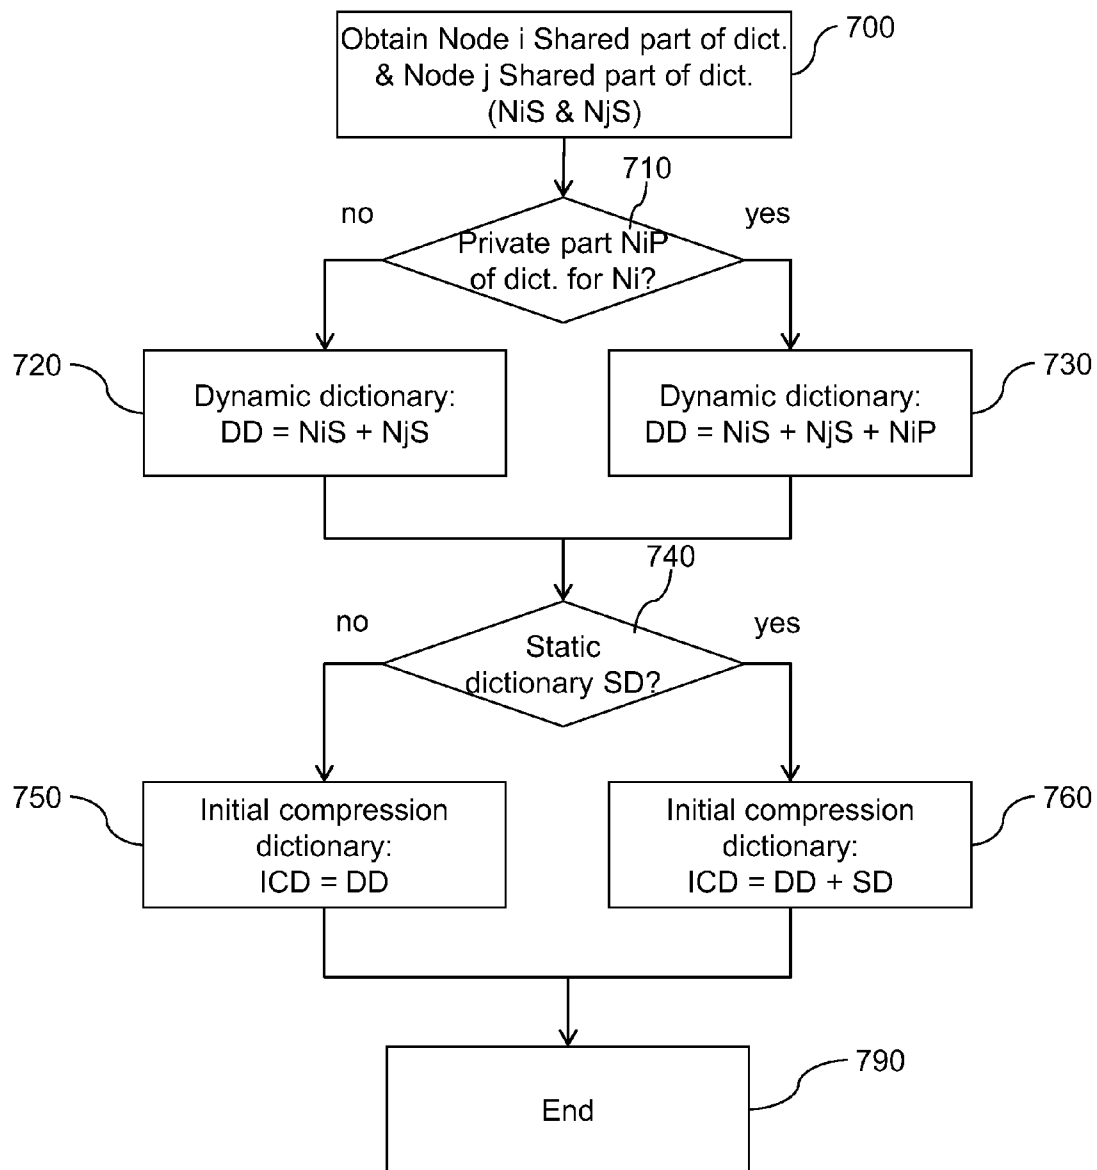 Obtain Node i Shared part of dict.
& Node j Shared part of dict.
(NiS & NjS)
700
710
no
yes
Private part NiP
of dict. for Ni?
720
730
Dynamic dictionary:
DD = NiS + NjS
Dynamic dictionary:
DD = NiS + NjS + NiP
740
no
yes
Static
dictionary SD?
750
760
Initial compression
dictionary:
ICD = DD
Initial compression
dictionary:
ICD = DD + SD
790
End